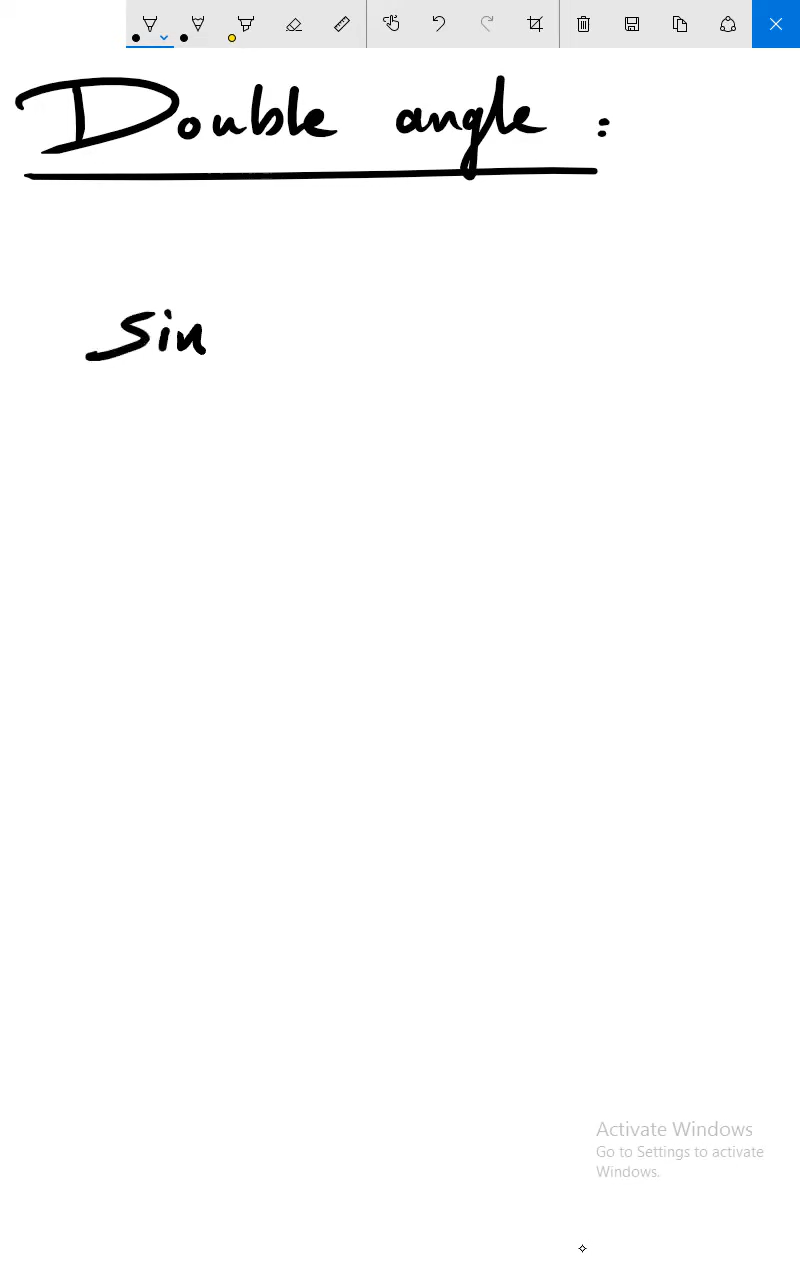 Double angle :
sin
Activate Windows
Go to Settings to activate
Windows.